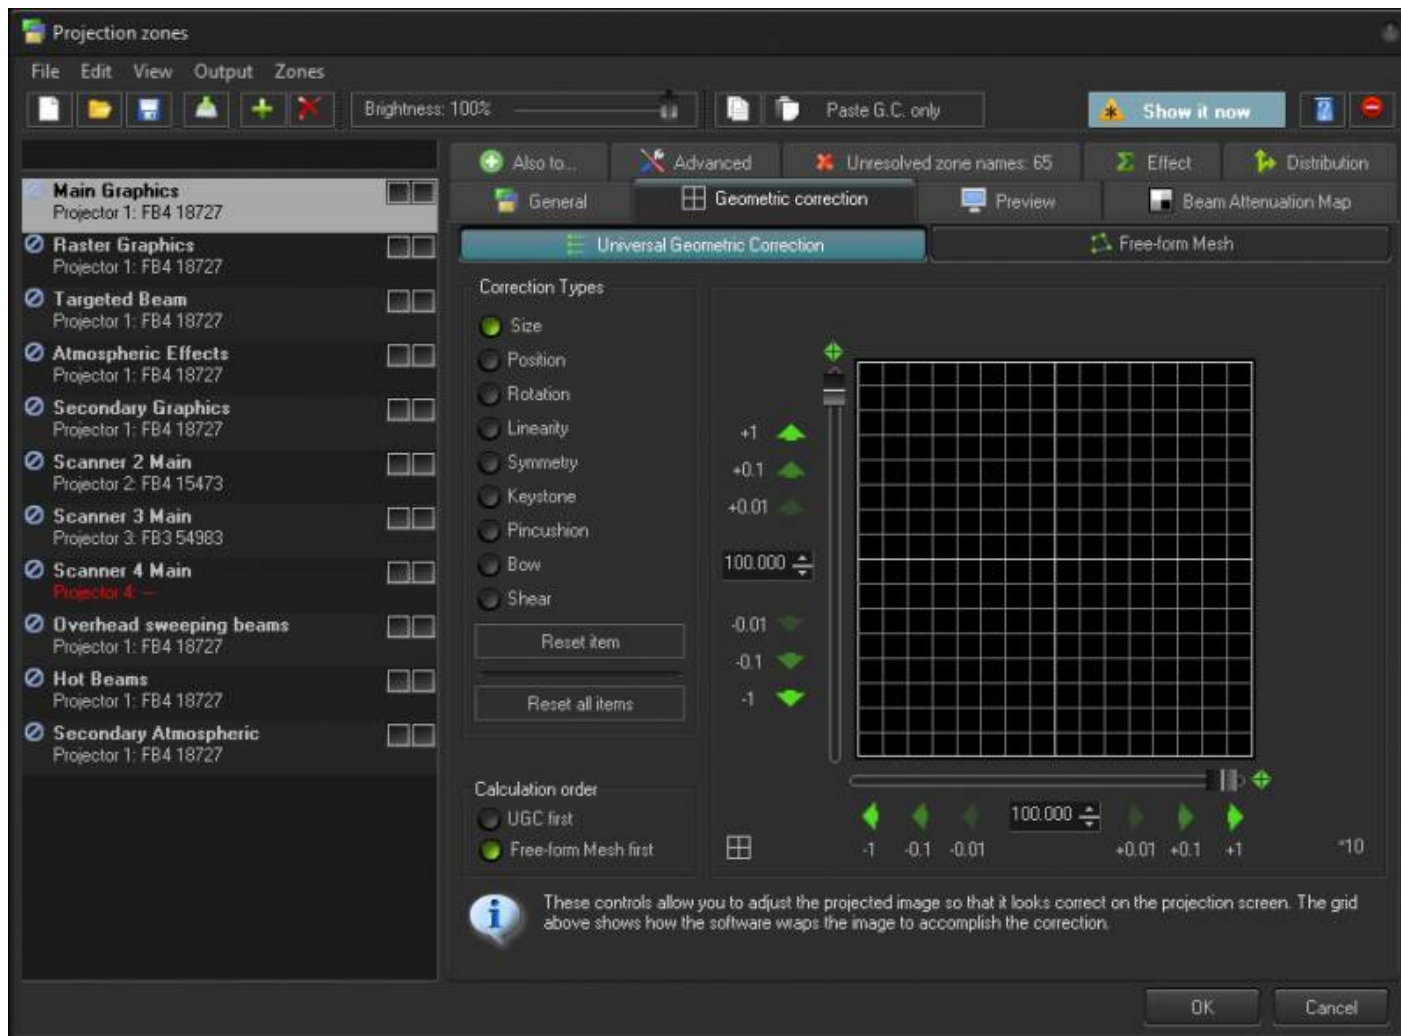 Projection zones
File Edit View Output Zones
Brightness: 100%
Paste G.C. only
Show it now
Also to...
Advanced
Unresolved zone names: 65
Effect
Distribution
General
Geometric correction
Preview
Beam Attenuation Map
Universal Geometric Correction
Free-form Mesh
Main Graphics
Projector 1: FB4 18727
Raster Graphics
Projector 1: FB4 18727
Targeted Beam
Projector 1: FB4 18727
Atmospheric Effects
Projector 1: FB4 18727
Secondary Graphics
Projector 1: FB4 18727
Scanner 2 Main
Projector 2: FB4 15473
Scanner 3 Main
Projector 3: FB3 54983
Scanner 4 Main
Projector 4: ---
Overhead sweeping beams
Projector 1: FB4 18727
Hot Beams
Projector 1: FB4 18727
Secondary Atmospheric
Projector 1: FB4 18727
Correction Types
Size
Position
Rotation
Linearity
Symmetry
Keystone
Pincushion
Bow
Shear
Reset item
Reset all items
Calculation order
UGC first
Free-form Mesh first
+1
+0.1
+0.01
100.000
-0.01
-0.1
-1
100.000
-1 -0.1 -0.01 +0.01 +0.1 +1 *10
These controls allow you to adjust the projected image so that it looks correct on the projection screen. The grid
above shows how the software wraps the image to accomplish the correction.
OK
Cancel